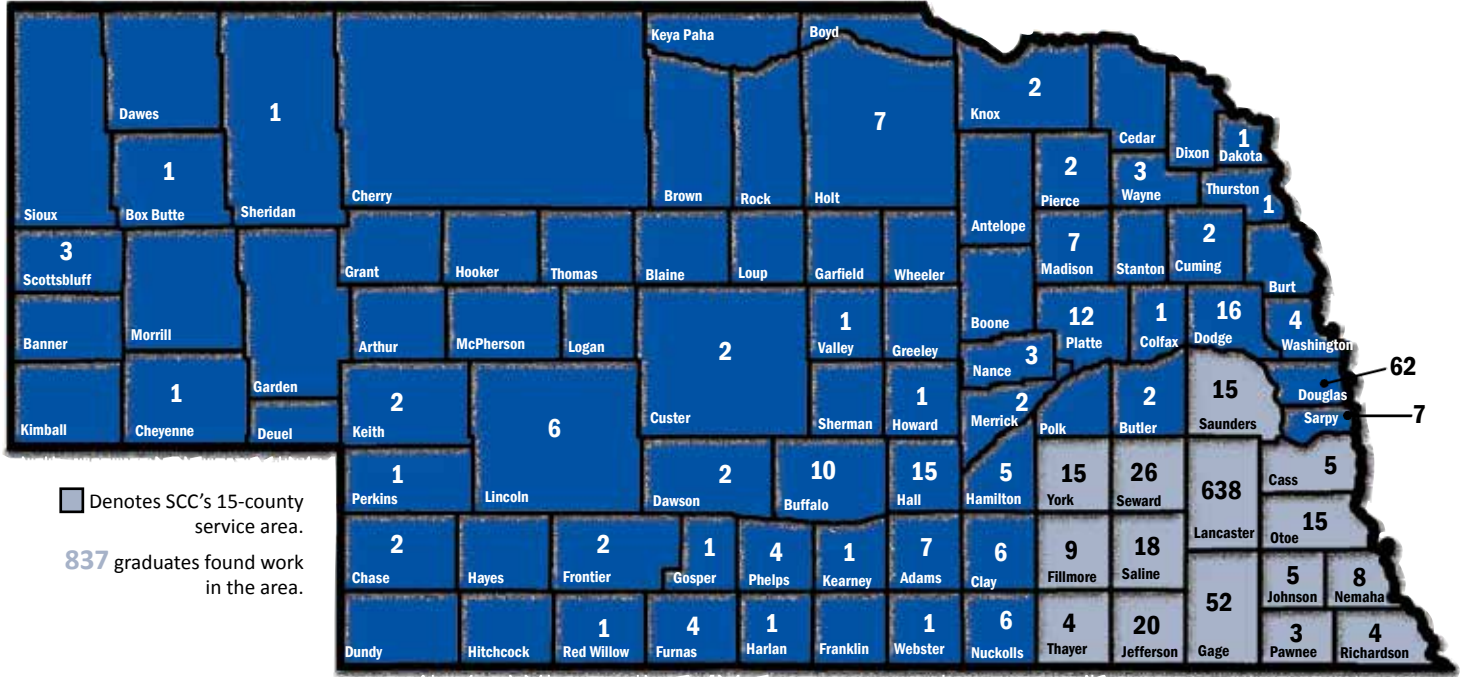 Keya Paha
Boyd
Dawes
1
Sheridan
Cherry
Brown
Rock
7
Holt
2
Knox
Cedar
Dixon
1
Dakota
Sioux
1
Box Butte
Antelope
2
Pierce
3
Wayne
Thurston
1
3
Scottsbluff
Morrill
Garden
Grant
Hooker
Thomas
Blaine
Loup
Garfield
Wheeler
7
Madison
Stanton
2
Cuming
Burt
Banner
Arthur
McPherson
Logan
2
Custer
1
Valley
Greeley
Boone
12
Platte
1
Colfax
16
Dodge
4
Washington
Kimball
1
Cheyenne
Deuel
2
Keith
6
Lincoln
Sherman
1
Howard
Nance
3
Merrick
2
Polk
2
Butler
15
Saunders
62
Douglas
Sarpy
7
1
Perkins
2
Dawson
10
Buffalo
15
Hall
5
Hamilton
15
York
26
Seward
638
Lancaster
5
Cass
15
Otoe
Denotes SCC's 15-county
service area.
837 graduates found work
in the area.
2
Chase
Hayes
2
Frontier
1
Gosper
4
Phelps
1
Kearney
7
Adams
6
Clay
9
Fillmore
18
Saline
52
Gage
5
Johnson
8
Nemaha
Dundy
Hitchcock
1
Red Willow
4
Furnas
1
Harlan
Franklin
1
Webster
6
Nuckolls
4
Thayer
20
Jefferson
3
Pawnee
4
Richardson